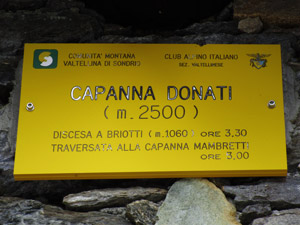 COMUNITA' MONTANA
VALTELLINA DI SONDRIO
CLUB ALPINO ITALIANO
SEZ. VALTELLINESE
CAPANNA DONATI
(m. 2500)
DISCESA A BRIOTTI (m. 1060) ORE 3,30
TRAVERSATA ALLA CAPANNA MAMBRETTI
ORE 3,00